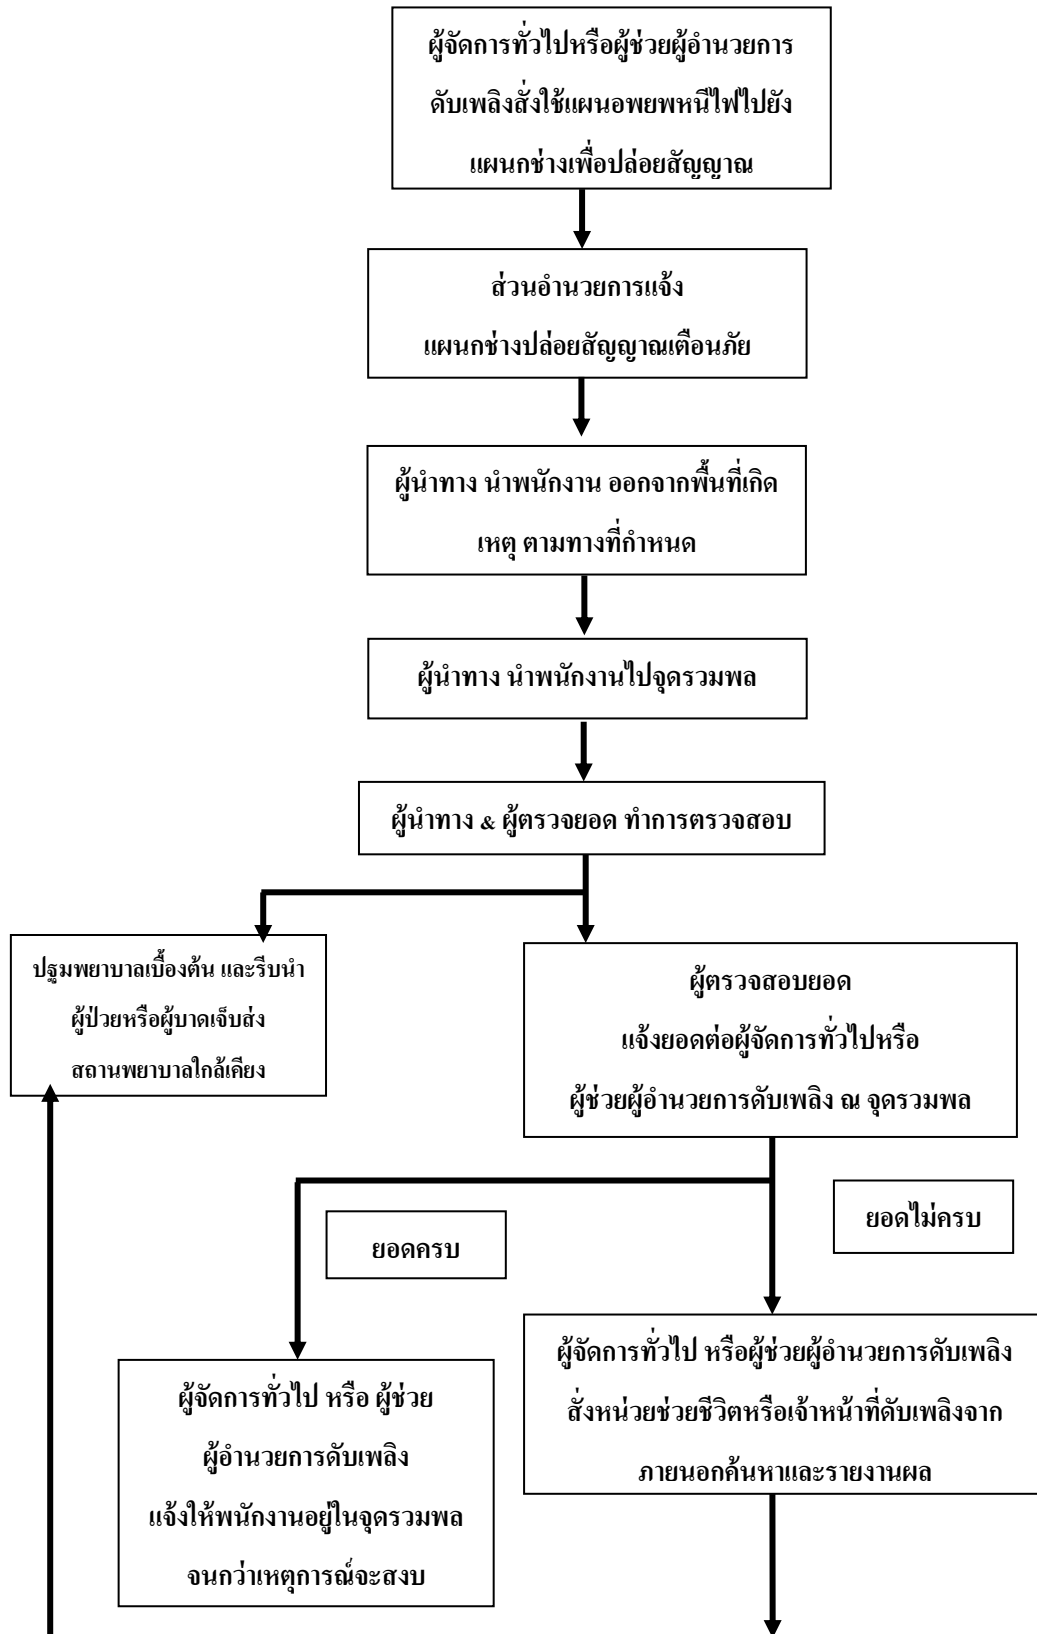 ผู้จัดการทั่วไปหรือผู้ช่วยผู้อำนวยการ
ดับเพลิงสั่งใช้แผนอพยพหนีไฟไปยัง
แผนกช่างเพื่อปล่อยสัญญาณ
ส่วนอำนวยการแจ้ง
แผนกช่างปล่อยสัญญาณเตือนภัย
ผู้นำทาง นำพนักงาน ออกจากพื้นที่เกิด
เหตุ ตามทางที่กำหนด
ผู้นำทาง นำพนักงานไปจุดรวมพล
ผู้นำทาง & ผู้ตรวจยอด ทำการตรวจสอบ
ปฐมพยาบาลเบื้องต้น และรีบนำ
ผู้ป่วยหรือผู้บาดเจ็บส่ง
สถานพยาบาลใกล้เคียง
ผู้ตรวจสอบยอด
แจ้งยอดต่อผู้จัดการทั่วไปหรือ
ผู้ช่วยผู้อำนวยการดับเพลิง ณ จุดรวมพล
ยอดครบ
ยอดไม่ครบ
ผู้จัดการทั่วไป หรือ ผู้ช่วย
ผู้อำนวยการดับเพลิง
แจ้งให้พนักงานอยู่ในจุดรวมพล
จนกว่าเหตุการณ์จะสงบ
ผู้จัดการทั่วไป หรือผู้ช่วยผู้อำนวยการดับเพลิง
สั่งหน่วยช่วยชีวิตหรือเจ้าหน้าที่ดับเพลิงจาก
ภายนอกค้นหาและรายงานผล